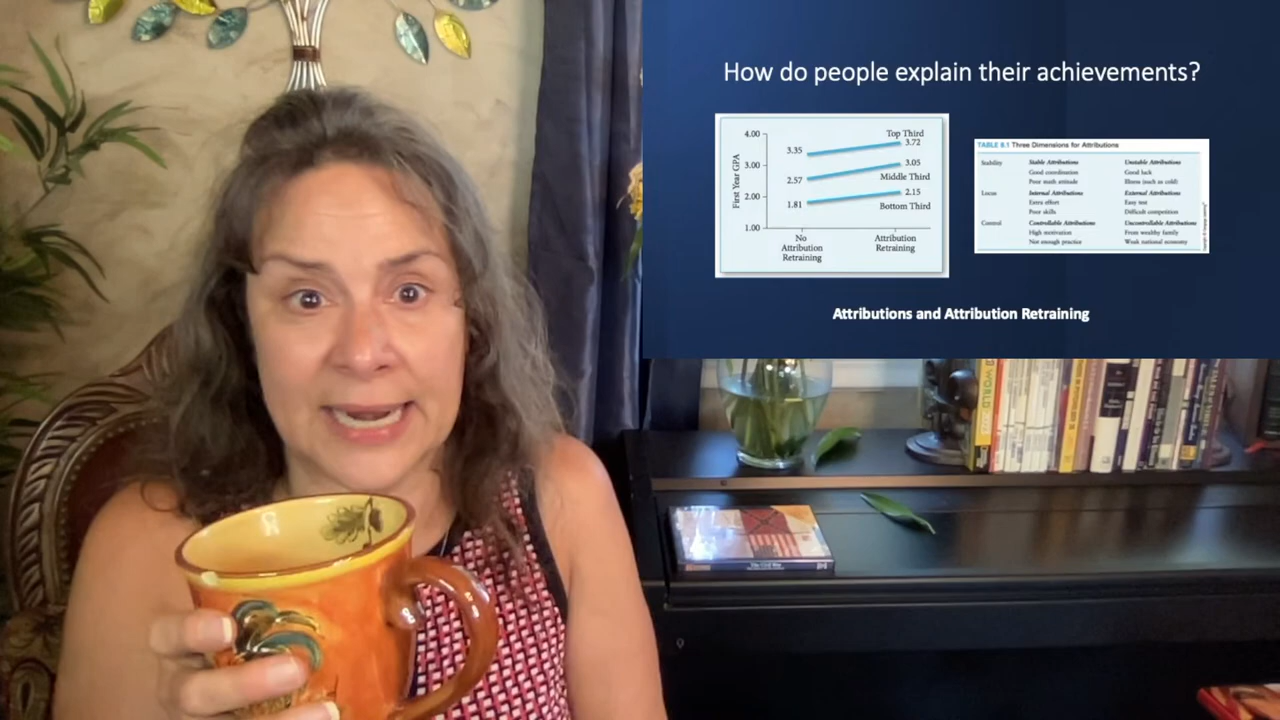 How do people explain their achievements?
4.00
3.00
2.00
1.00
First Year GPA
3.35
2.57
1.81
Top Third
3.72
3.05
Middle Third
2.15
Bottom Third
No
Attribution
Retraining
Attribution
Retraining
TABLE 6.1 Three Dimensions for Attributions
Stability Stable Attributions Unstable Attributions
Good coordination Good luck
Poor math attitude Illness (such as cold)
Locus Internal Attributions External Attributions
Extra effort Easy test
Poor skills Difficult competition
Control Controllable Attributions Uncontrollable Attributions
High motivation From wealthy family
Not enough practice Weak national economy
Attributions and Attribution Retraining
WORLD
The Civil War